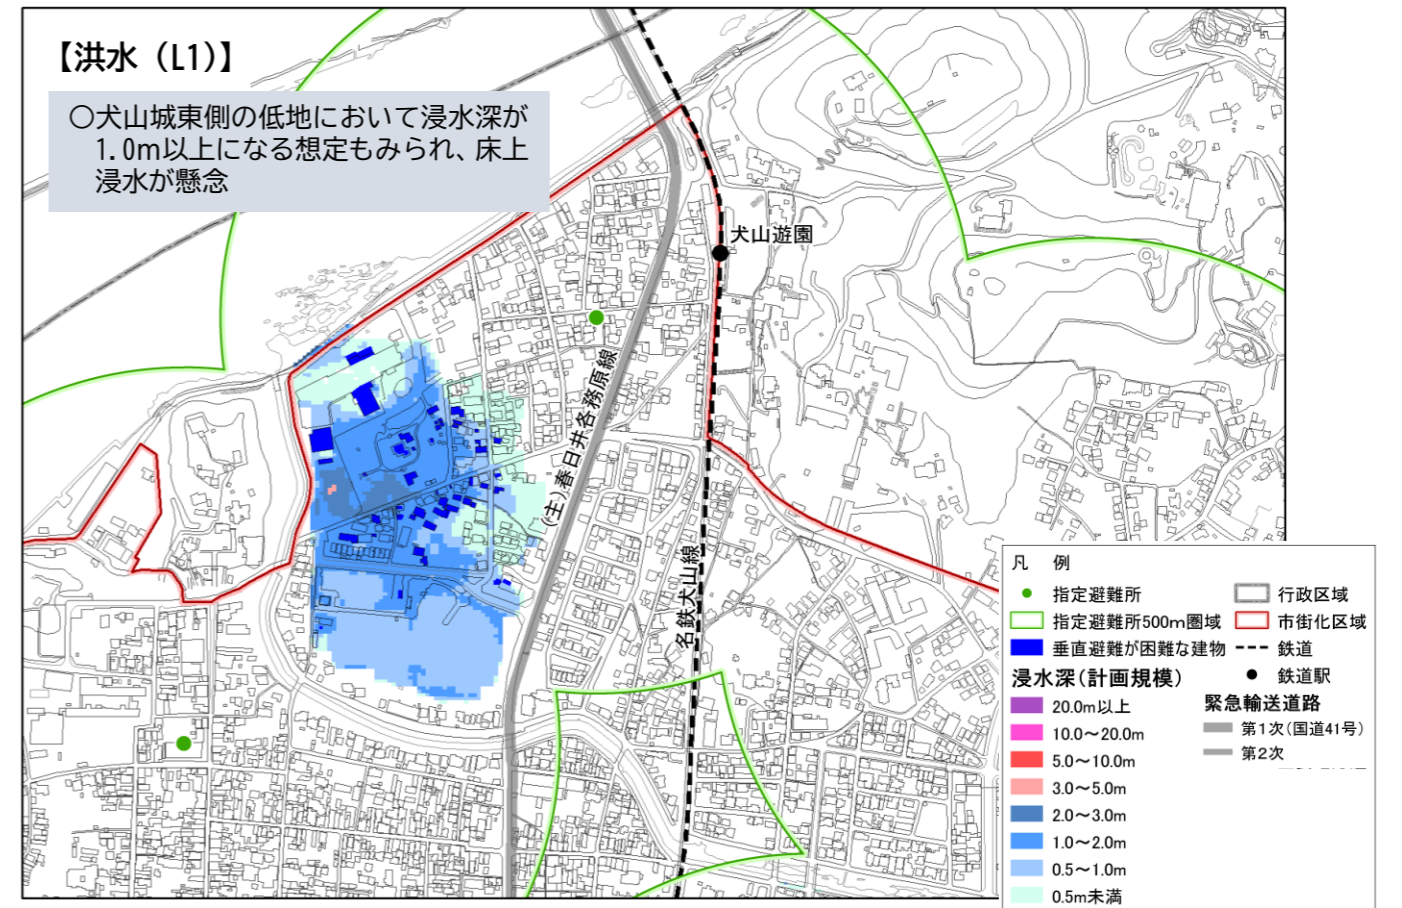 【洪水（L1）】
○犬山城東側の低地において浸水深が
1.0m以上になる想定もみられ、床上
浸水が懸念
犬山遊園
(主)春日井各務原線
名鉄犬山線
凡　例
指定避難所
指定避難所500m圏域
垂直避難が困難な建物
浸水深(計画規模)
20.0m以上
10.0～20.0m
5.0～10.0m
3.0～5.0m
2.0～3.0m
1.0～2.0m
0.5～1.0m
0.5m未満
行政区域
市街化区域
鉄道
鉄道駅
緊急輸送道路
第1次(国道41号)
第2次